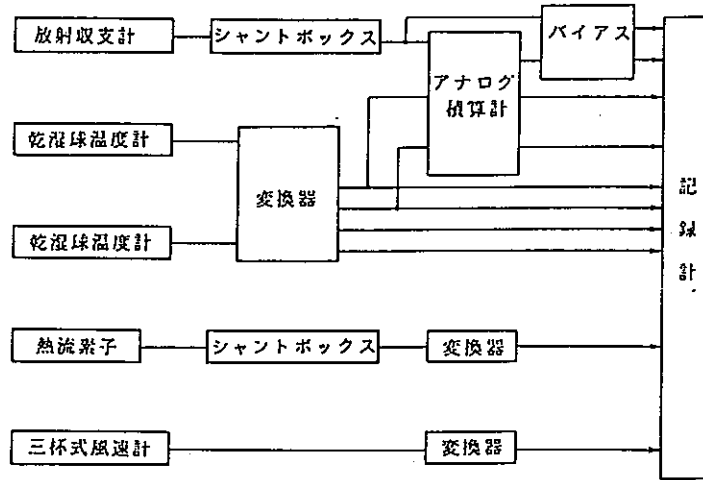 放射収支計
シャントボックス
バイアス
アナログ
積算計
乾湿球温度計
変換器
乾湿球温度計
記
録
計
熱流素子
シャントボックス
変換器
三杯式風速計
変換器